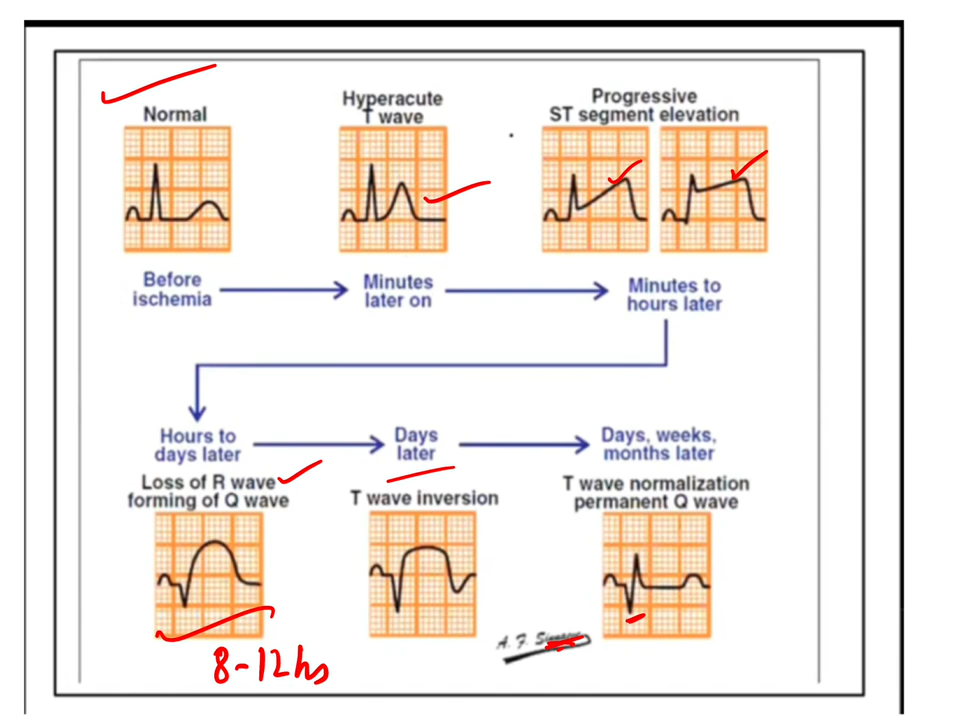 Normal
Hyperacute
T wave
Progressive
ST segment elevation
Before
ischemia
Minutes
later on
Minutes to
hours later
Hours to
days later
Days
later
Days, weeks,
months later
Loss of R wave
forming of Q wave
T wave inversion
T wave normalization
permanent Q wave
A. F.
8-12hs